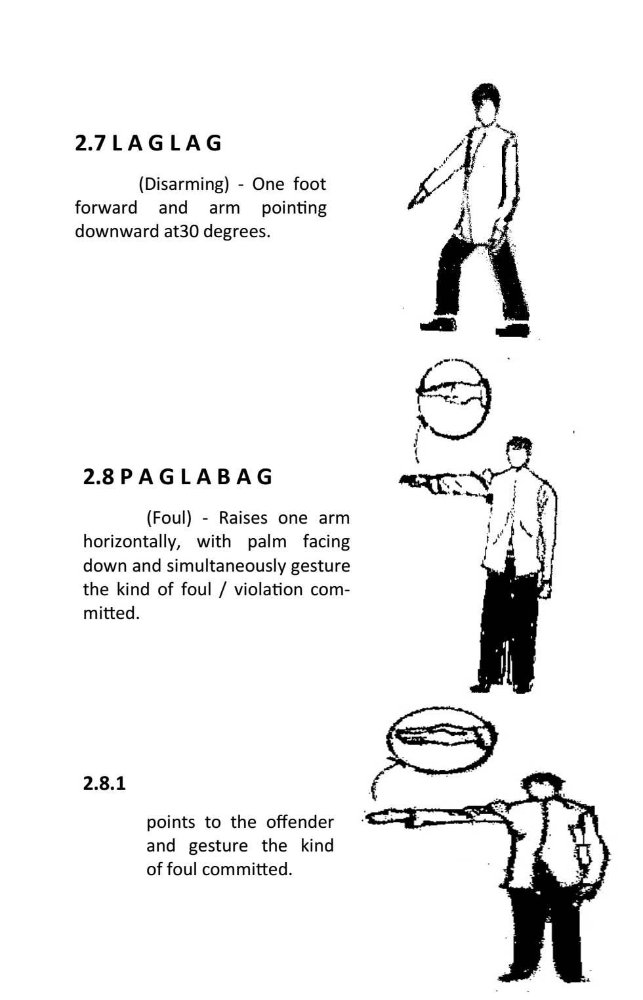 2.7 L A G L A G
(Disarming) - One foot
forward and arm pointing
downward at30 degrees.
2.8 P A G L A B A G
(Foul) - Raises one arm
horizontally, with palm facing
down and simultaneously gesture
the kind of foul / violation com-
mitted.
2.8.1
points to the offender
and gesture the kind
of foul committed.